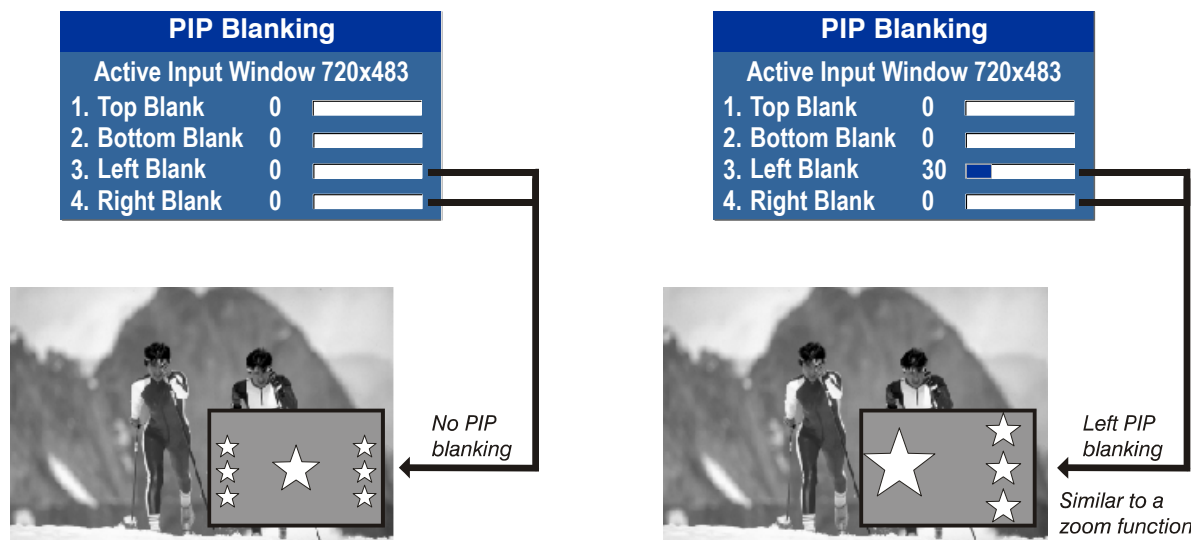 PIP Blanking
Active Input Window 720x483
1. Top Blank 0
2. Bottom Blank 0
3. Left Blank 0
4. Right Blank 0
No PIP
blanking
PIP Blanking
Active Input Window 720x483
1. Top Blank 0
2. Bottom Blank 0
3. Left Blank 30
4. Right Blank 0
Left PIP
blanking
Similar to a
zoom function